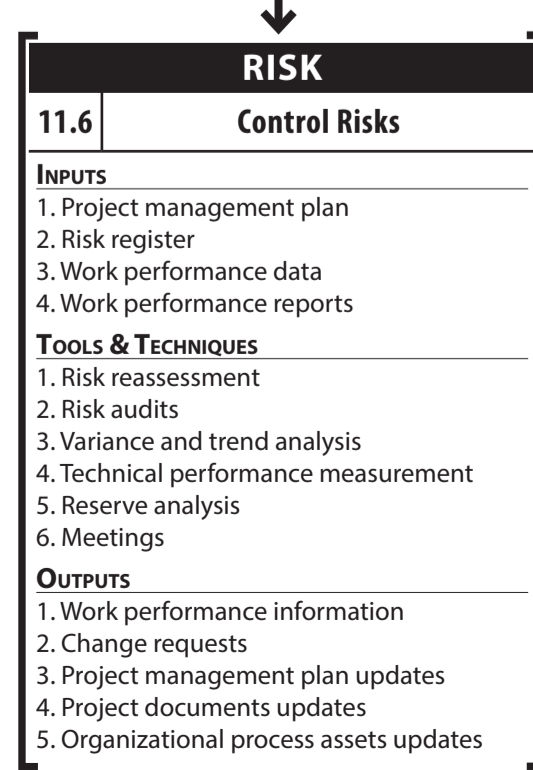 RISK
11.6 Control Risks
INPUTS
1. Project management plan
2. Risk register
3. Work performance data
4. Work performance reports
TOOLS & TECHNIQUES
1. Risk reassessment
2. Risk audits
3. Variance and trend analysis
4. Technical performance measurement
5. Reserve analysis
6. Meetings
OUTPUTS
1. Work performance information
2. Change requests
3. Project management plan updates
4. Project documents updates
5. Organizational process assets updates